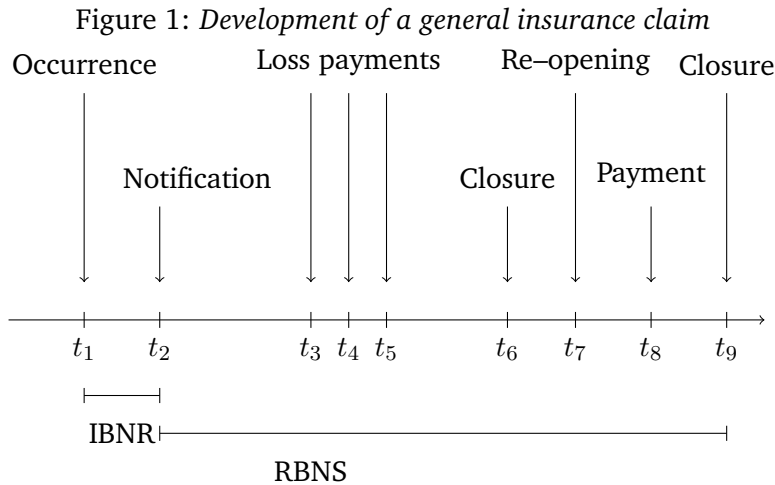 Figure 1: Development of a general insurance claim
Occurrence Loss payments Re–opening Closure
Notification Closure Payment
t1 t2 t3 t4 t5 t6 t7 t8 t9
IBNR
RBNS